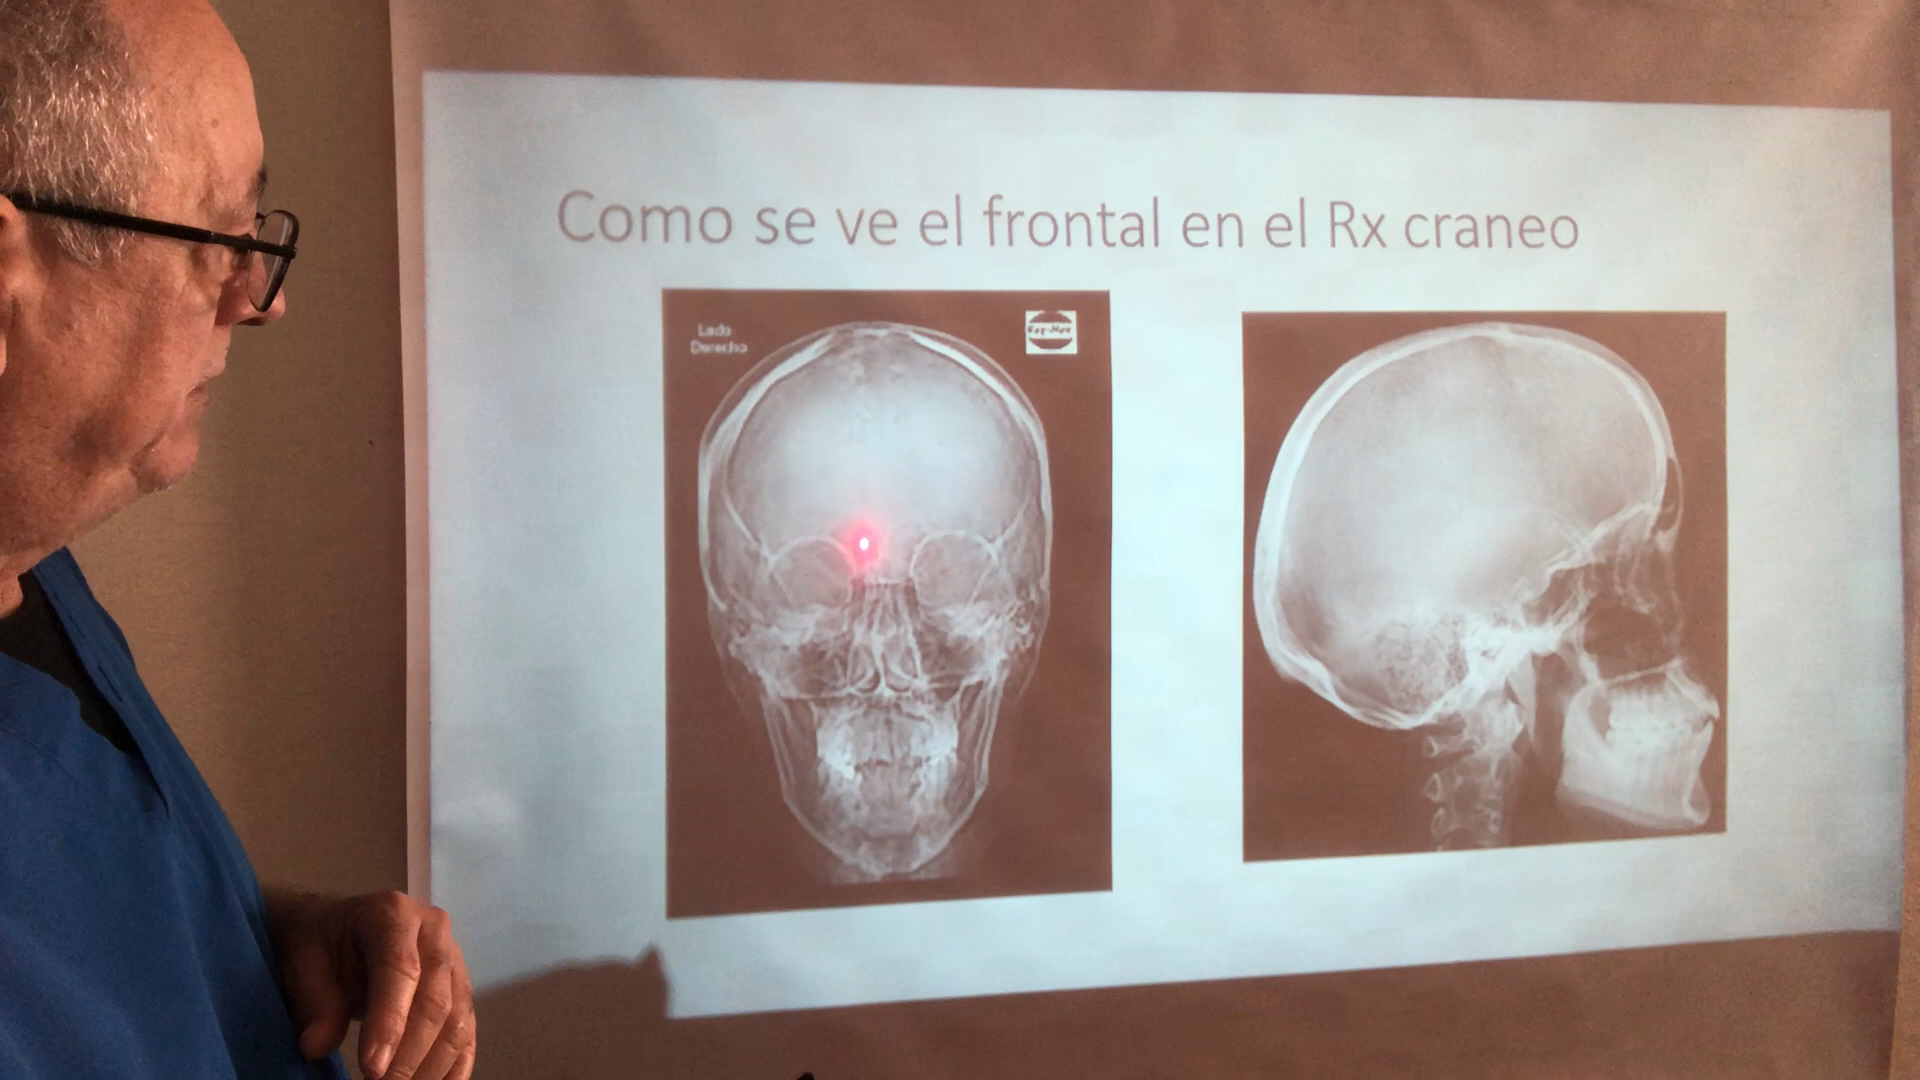 Como se ve el frontal en el Rx craneo
Lado
Derecho